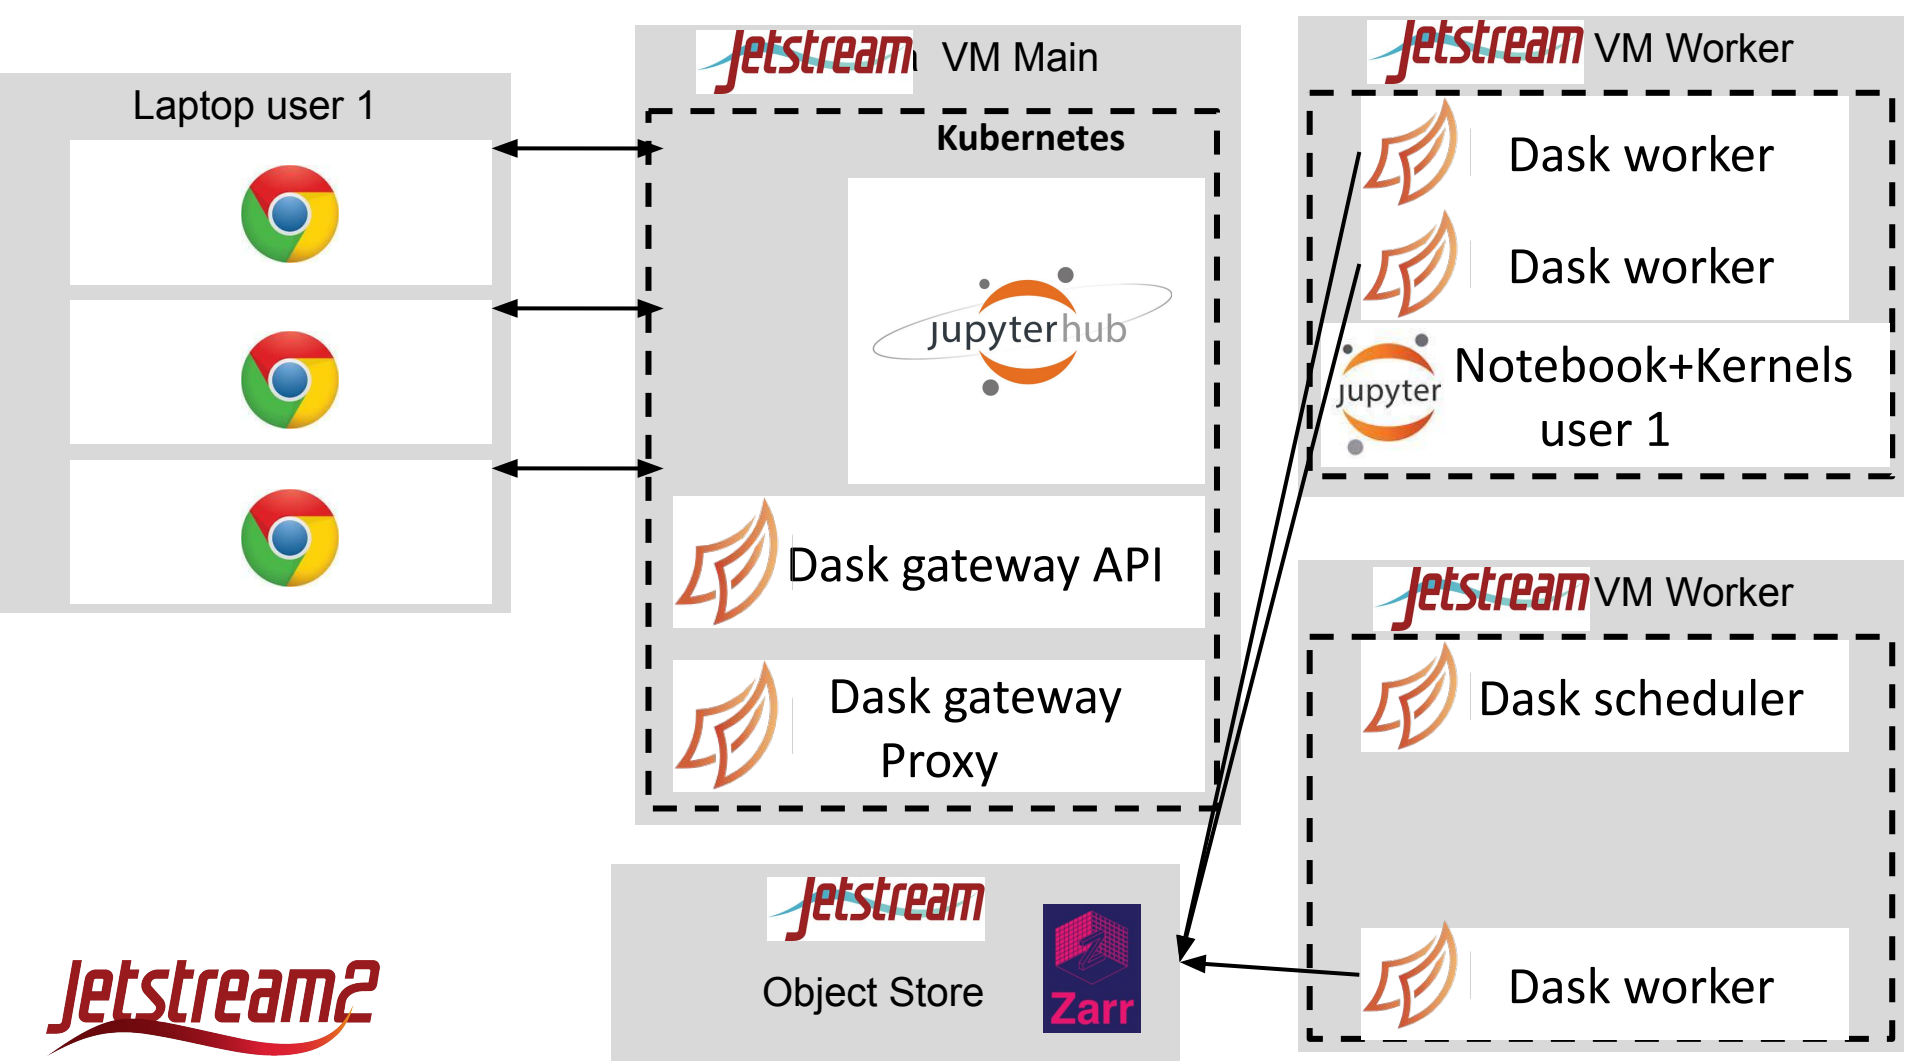 Laptop user 1
Jetstream VM Main
Kubernetes
jupyterhub
Dask gateway API
Dask gateway
Proxy
Jetstream VM Worker
Dask worker
Dask worker
jupyter
Notebook+Kernels
user 1
Jetstream VM Worker
Dask scheduler
Dask worker
Jetstream
Object Store
Zarr
Jetstream2